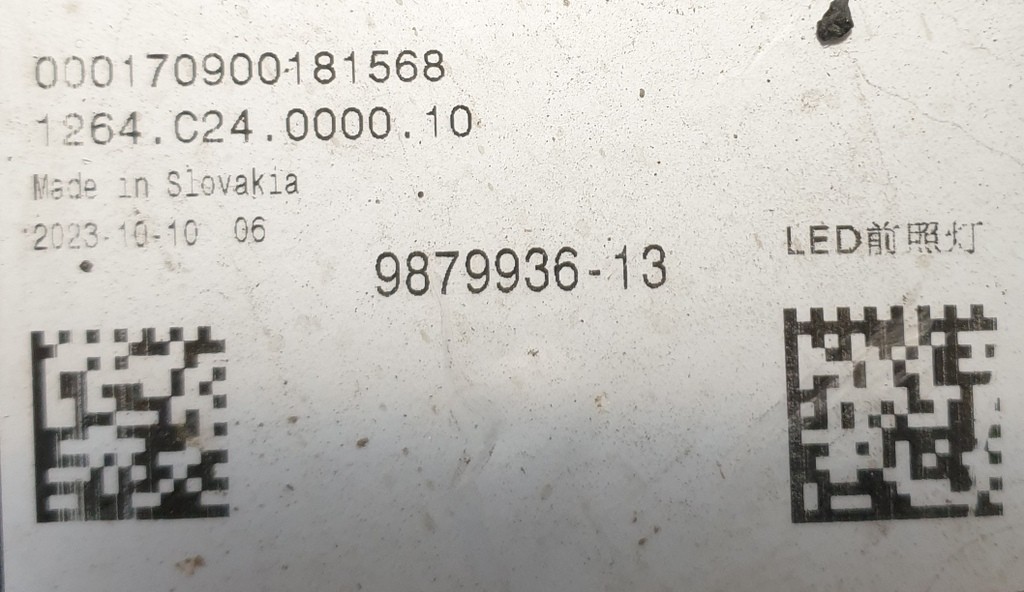 000170900181568
1264.C24.0000.10
Made in Slovakia
2023-10-10 06
9879936-13
LED前照灯